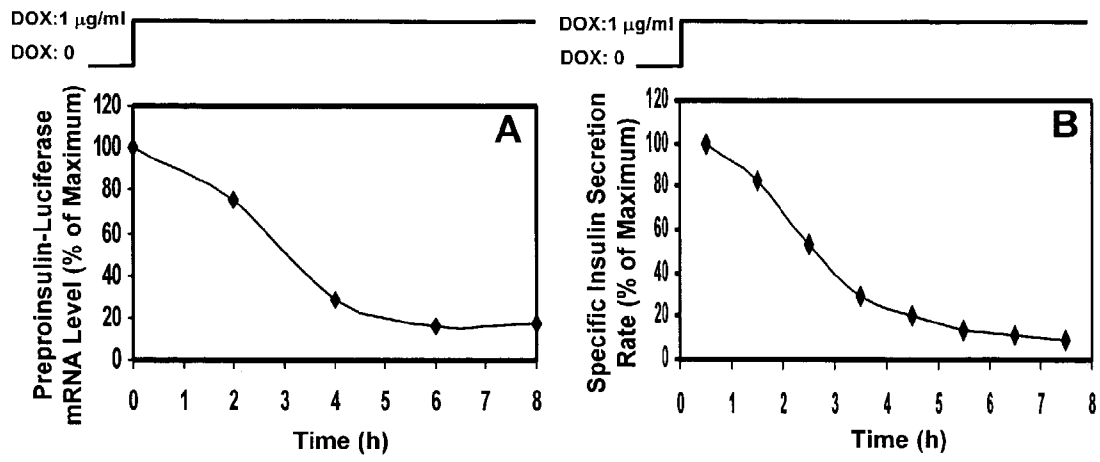 DOX:1 µg/ml
DOX: 0
A
Preproinsulin-Luciferase
mRNA Level (% of Maximum)
120
100
80
60
40
20
0
0 1 2 3 4 5 6 7 8
Time (h)
DOX:1 µg/ml
DOX: 0
B
Specific Insulin Secretion
Rate (% of Maximum)
120
100
80
60
40
20
0
0 1 2 3 4 5 6 7 8
Time (h)